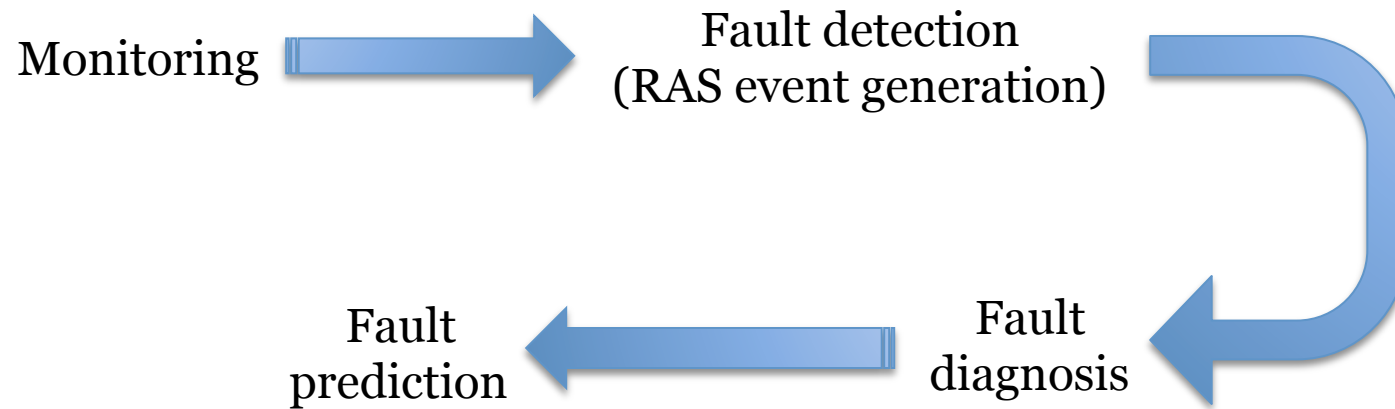 Monitoring
Fault detection
(RAS event generation)
Fault
diagnosis
Fault
prediction